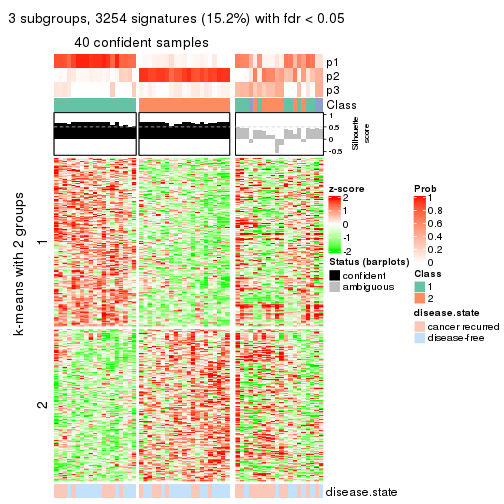 3 subgroups, 3254 signatures (15.2%) with fdr < 0.05
40 confident samples
p1
p2
p3
Class
1
0.5
0
-0.5
Silhouette
score
k-means with 2 groups
1
2
z-score
2
1
0
-1
-2
Status (barplots)
confident
ambiguous
Prob
1
0.8
0.6
0.4
0.2
0
Class
1
2
disease.state
cancer recurred
disease-free
disease.state